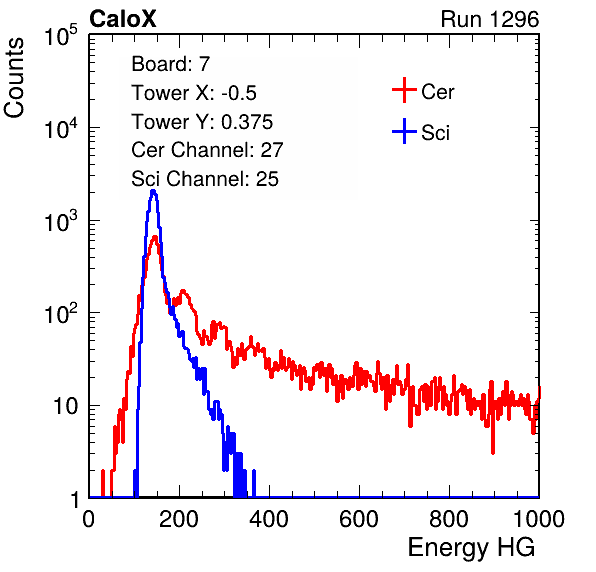 CaloX Run 1296
Counts
10^5
10^4
10^3
10^2
10
1
Board: 7
Tower X: -0.5
Tower Y: 0.375
Cer Channel: 27
Sci Channel: 25
Cer
Sci
0 200 400 600 800 1000
Energy HG